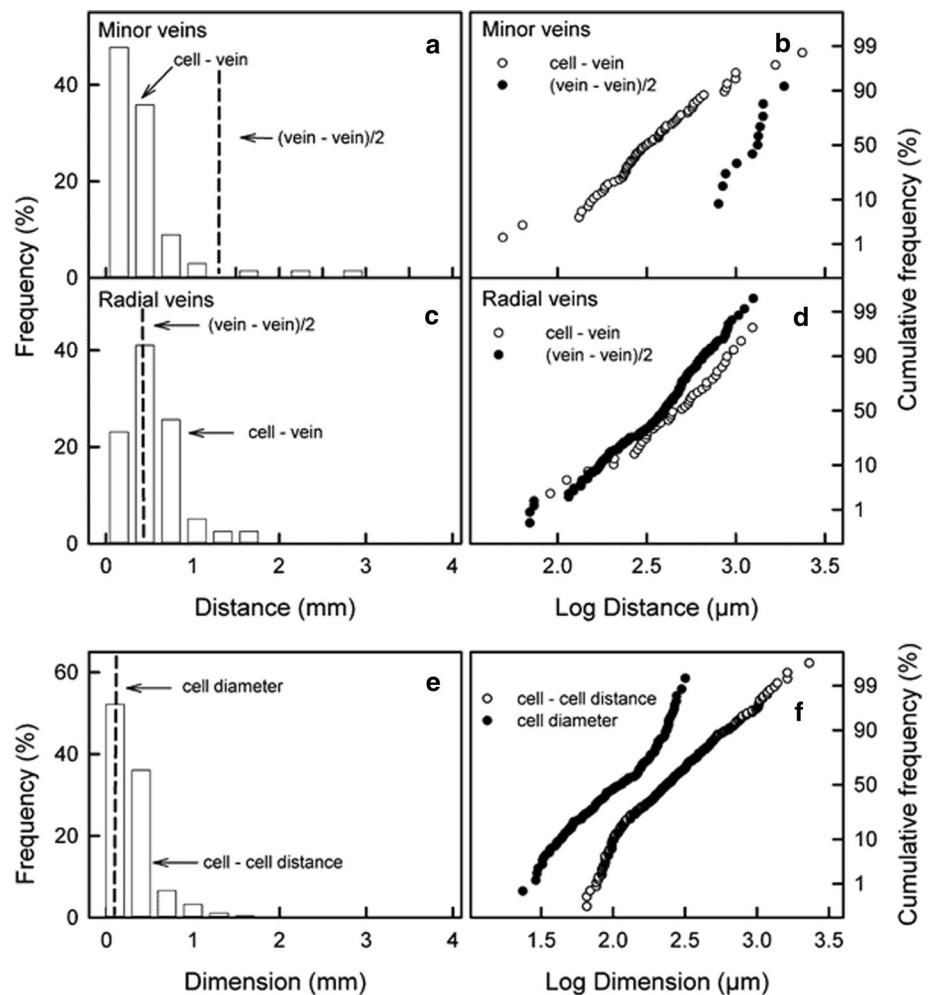 Minor veins
a
cell - vein
(vein - vein)/2
40
20
0
Frequency (%)
Minor veins
b
cell - vein
(vein - vein)/2
99
90
50
10
1
Cumulative frequency (%)
Radial veins
c
(vein - vein)/2
cell - vein
40
20
0
0 1 2 3 4
Distance (mm)
Radial veins
d
cell - vein
(vein - vein)/2
99
90
50
10
1
2.0 2.5 3.0 3.5
Log Distance (µm)
e
cell diameter
cell - cell distance
60
40
20
0
Frequency (%)
0 1 2 3 4
Dimension (mm)
f
cell - cell distance
cell diameter
99
90
50
10
1
Cumulative frequency (%)
1.5 2.0 2.5 3.0 3.5
Log Dimension (µm)